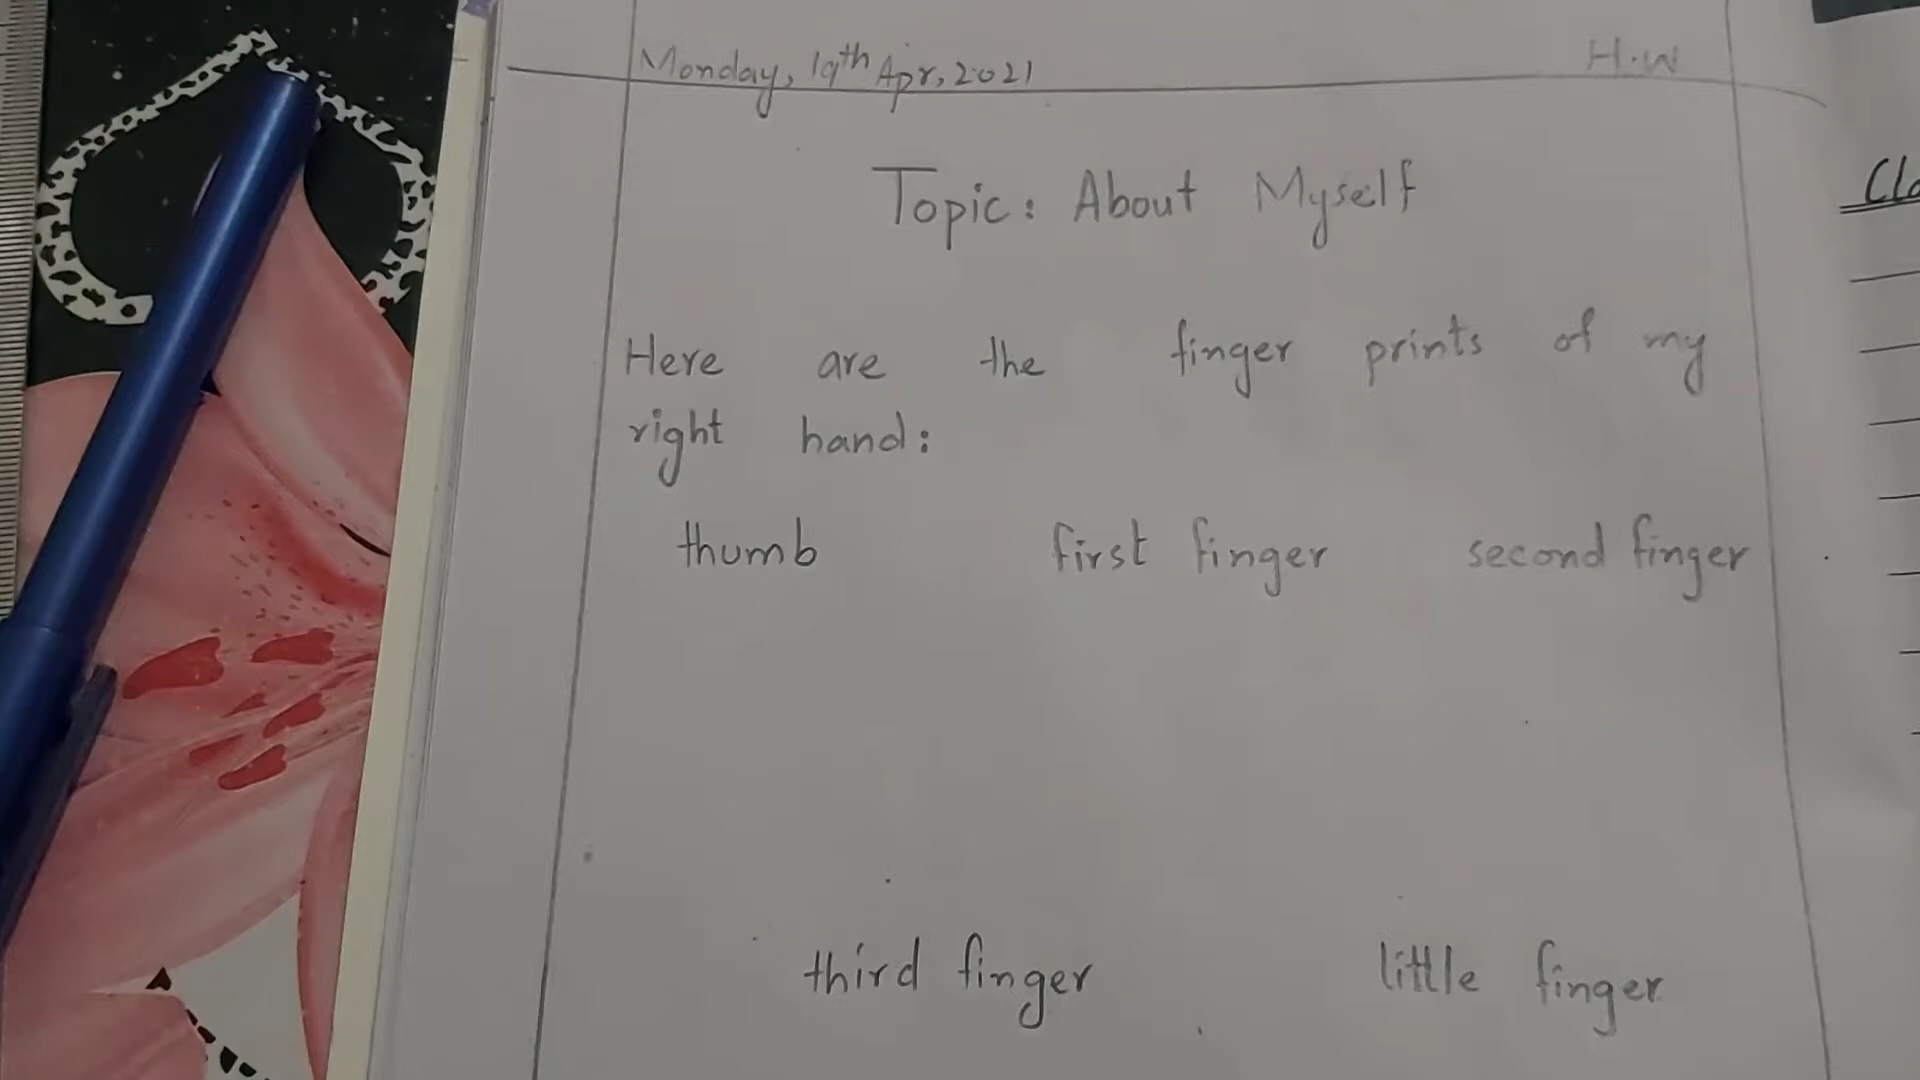 Monday, 19th Apr, 2021 H.W
Topic: About Myself
Here are the finger prints of my
right hand:
thumb first finger second finger
third finger little finger